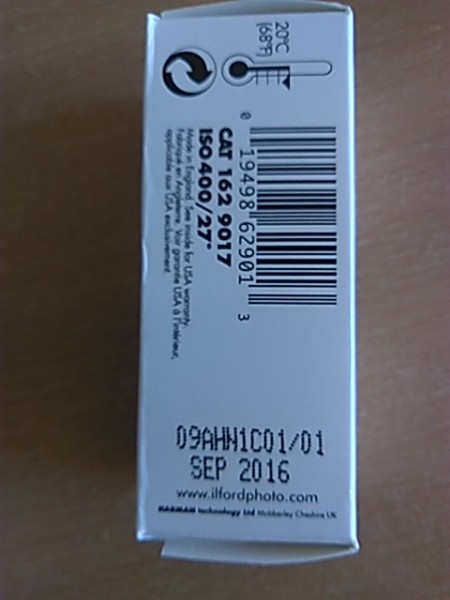 20°C
(68°F)
0 19498 62901 3
CAT 162 9017
ISO 400/27°
Made in England. See inside for USA warranty.
Fabriqué en Angleterre. Voir garantie USA à l'intérieur,
applicable aux USA exclusivement.
09AHN1C01/01
SEP 2016
www.ilfordphoto.com
HARMAN technology Ltd Mobberley Cheshire UK